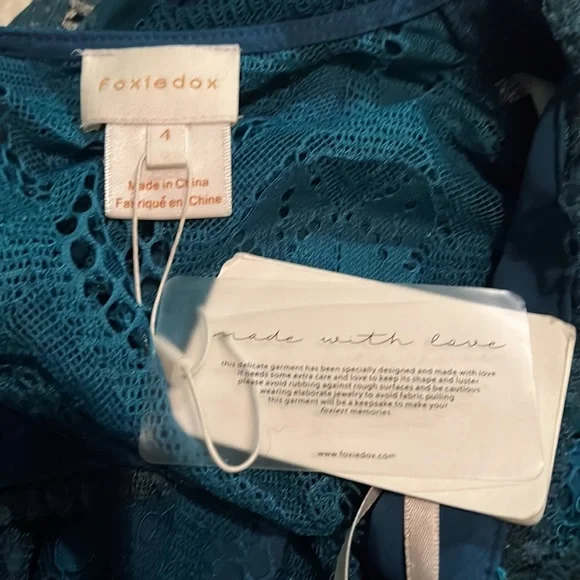 foxiedox
4
Made in China
Fabriqué en Chine
made with love
this delicate garment has been specially designed and made with love
it needs some extra care and love to keep its shape and luster
please avoid rubbing against rough surfaces and be cautious
wearing elaborate jewelry to avoid fabric pulling
this garment will be a keepsake to make your
foxiest memories
www.foxiedox.com